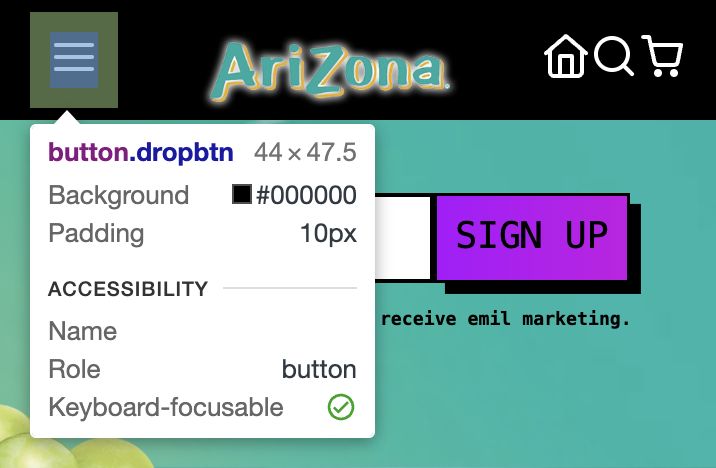 AriZona.
button.dropbtn 44 × 47.5
Background #000000
Padding 10px
SIGN UP
ACCESSIBILITY
receive emil marketing.
Name
Role button
Keyboard-focusable